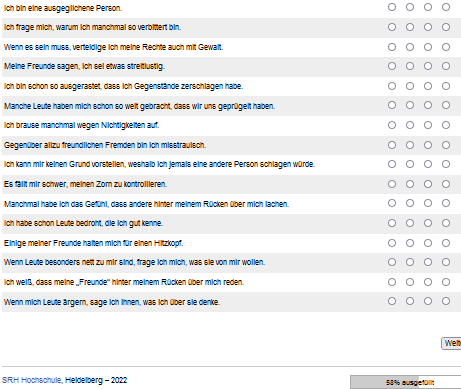 Ich bin eine ausgeglichene Person.
Ich frage mich, warum ich manchmal so verbittert bin.
Wenn es sein muss, verteidige ich meine Rechte auch mit Gewalt.
Meine Freunde sagen, ich sei etwas streitlustig.
Ich bin schon so ausgerastet, dass ich Gegenstände zerschlagen habe.
Manche Leute haben mich schon so weit gebracht, dass wir uns geprügelt haben.
Ich brause manchmal wegen Nichtigkeiten auf.
Gegenüber allzu freundlichen Fremden bin ich misstrauisch.
Ich kann mir keinen Grund vorstellen, weshalb ich jemals eine andere Person schlagen würde.
Es fällt mir schwer, meinen Zorn zu kontrollieren.
Manchmal habe ich das Gefühl, dass andere hinter meinem Rücken über mich lachen.
Ich habe schon Leute bedroht, die ich gut kenne.
Einige meiner Freunde halten mich für einen Hitzkopf.
Wenn Leute besonders nett zu mir sind, frage ich mich, was sie von mir wollen.
Ich weiß, dass meine „Freunde" hinter meinem Rücken über mich reden.
Wenn mich Leute ärgern, sage ich ihnen, was ich über sie denke.
Weit
SRH Hochschule, Heidelberg – 2022
58% ausgefüllt